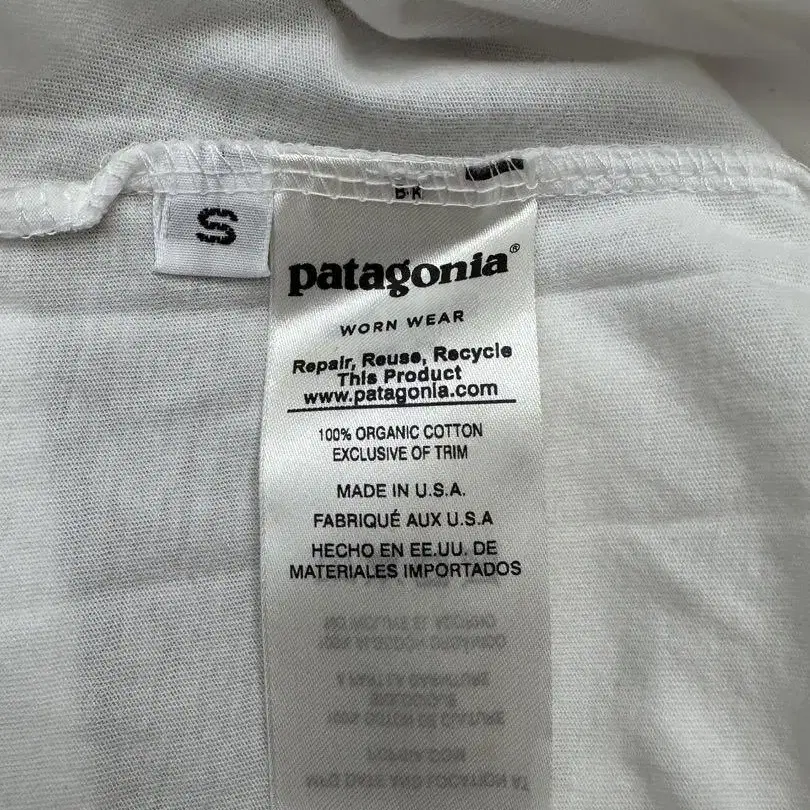 B·R
S
patagonia®
WORN WEAR
Repair, Reuse, Recycle
This Product
www.patagonia.com
100% ORGANIC COTTON
EXCLUSIVE OF TRIM
MADE IN U.S.A.
FABRIQUÉ AUX U.S.A
HECHO EN EE.UU. DE
MATERIALES IMPORTADOS